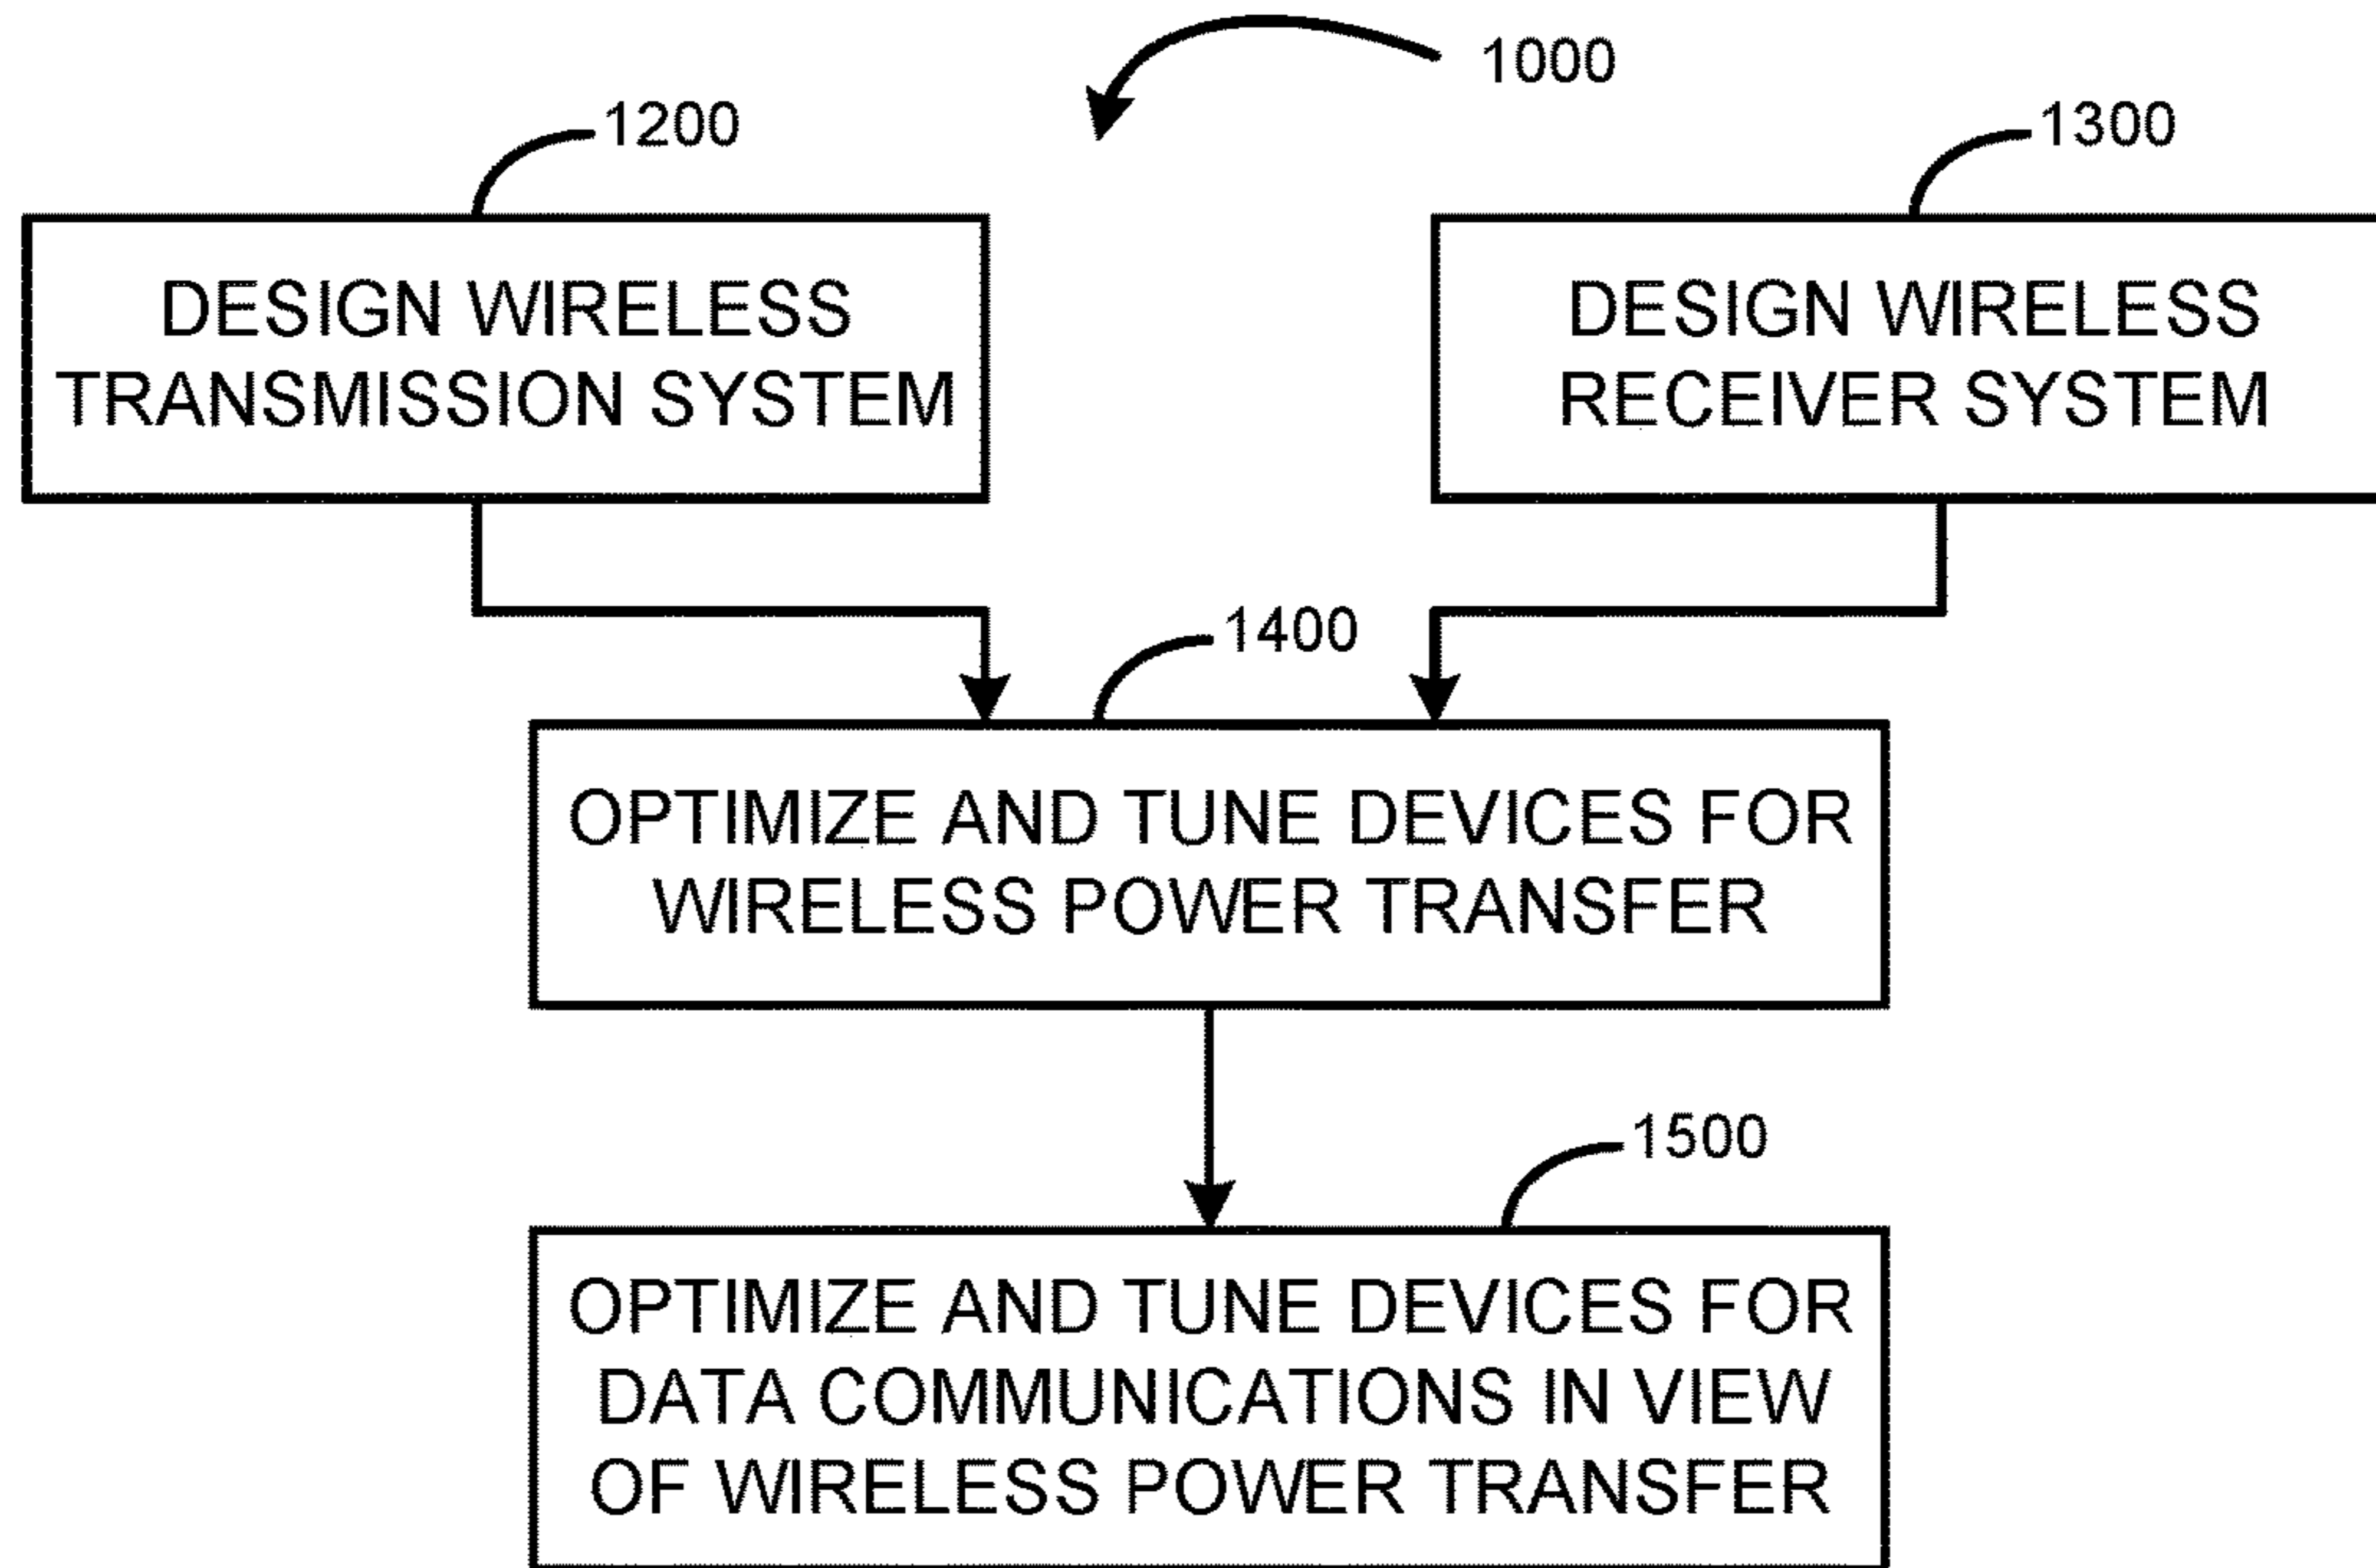 1000
1200
1300
DESIGN WIRELESS
TRANSMISSION SYSTEM
DESIGN WIRELESS
RECEIVER SYSTEM
1400
OPTIMIZE AND TUNE DEVICES FOR
WIRELESS POWER TRANSFER
1500
OPTIMIZE AND TUNE DEVICES FOR
DATA COMMUNICATIONS IN VIEW
OF WIRELESS POWER TRANSFER